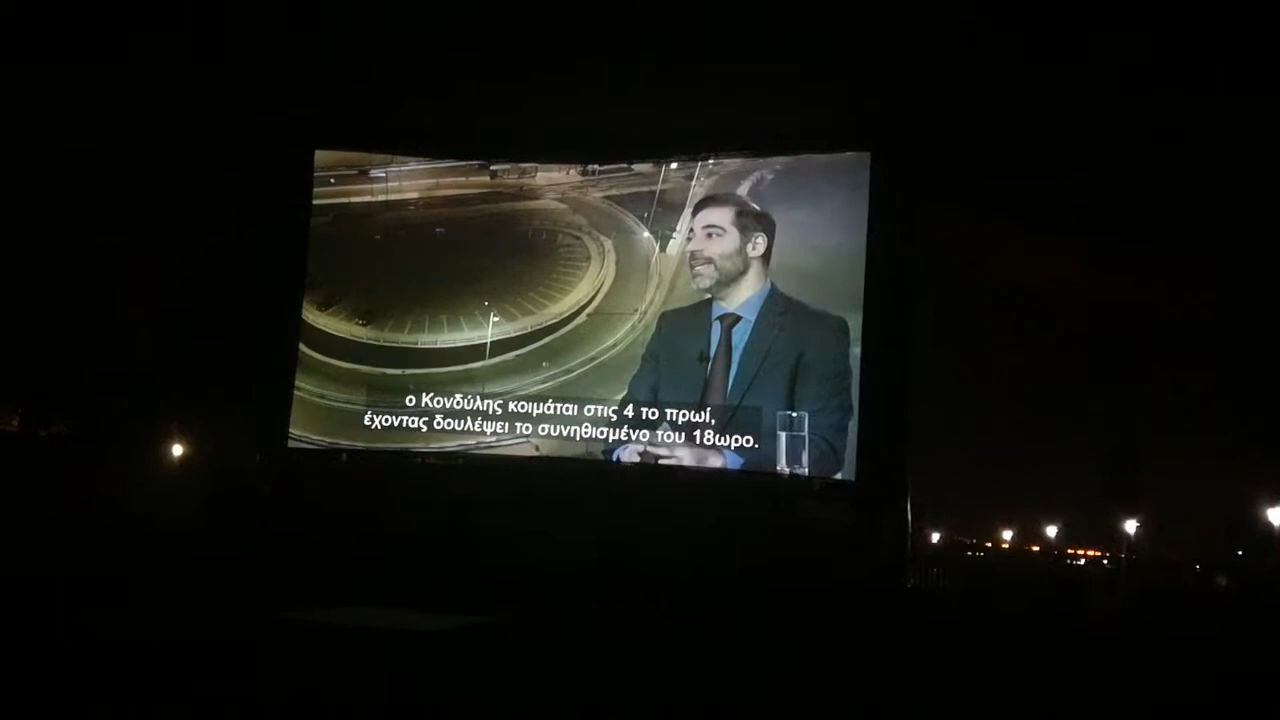 ο Κονδύλης κοιμάται στις 4 το πρωί,
έχοντας δουλέψει το συνηθισμένο του 18ωρο.